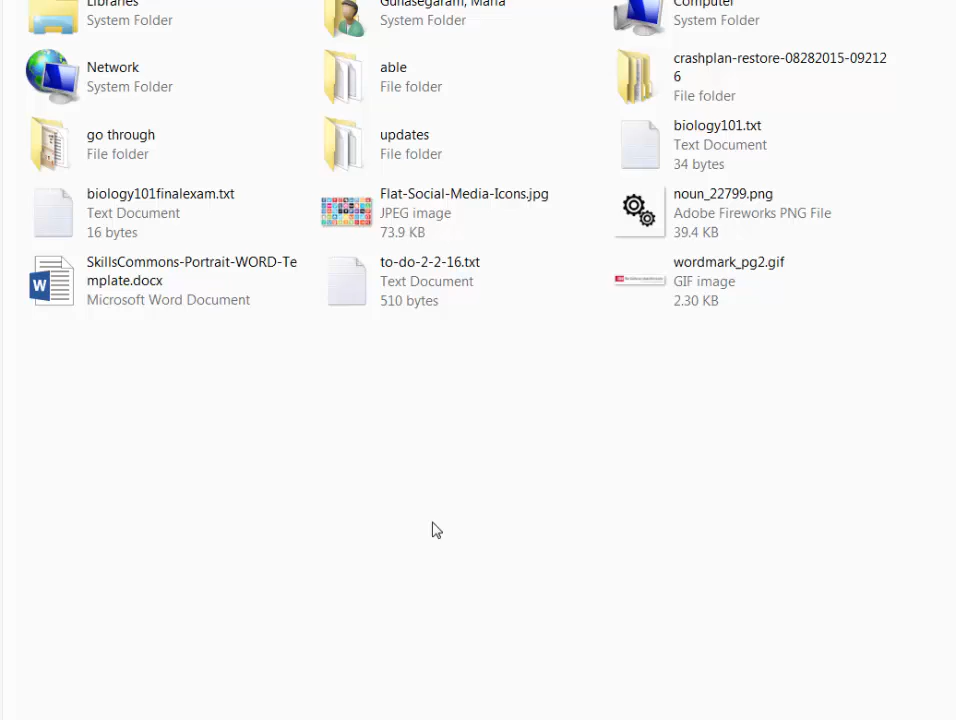 Libraries
System Folder
Gunasegaram, Maria
System Folder
Computer
System Folder
Network
System Folder
able
File folder
crashplan-restore-08282015-09212
6
File folder
go through
File folder
updates
File folder
biology101.txt
Text Document
34 bytes
biology101finalexam.txt
Text Document
16 bytes
Flat-Social-Media-Icons.jpg
JPEG image
73.9 KB
noun_22799.png
Adobe Fireworks PNG File
39.4 KB
SkillsCommons-Portrait-WORD-Te
mplate.docx
Microsoft Word Document
to-do-2-2-16.txt
Text Document
510 bytes
wordmark_pg2.gif
GIF image
2.30 KB